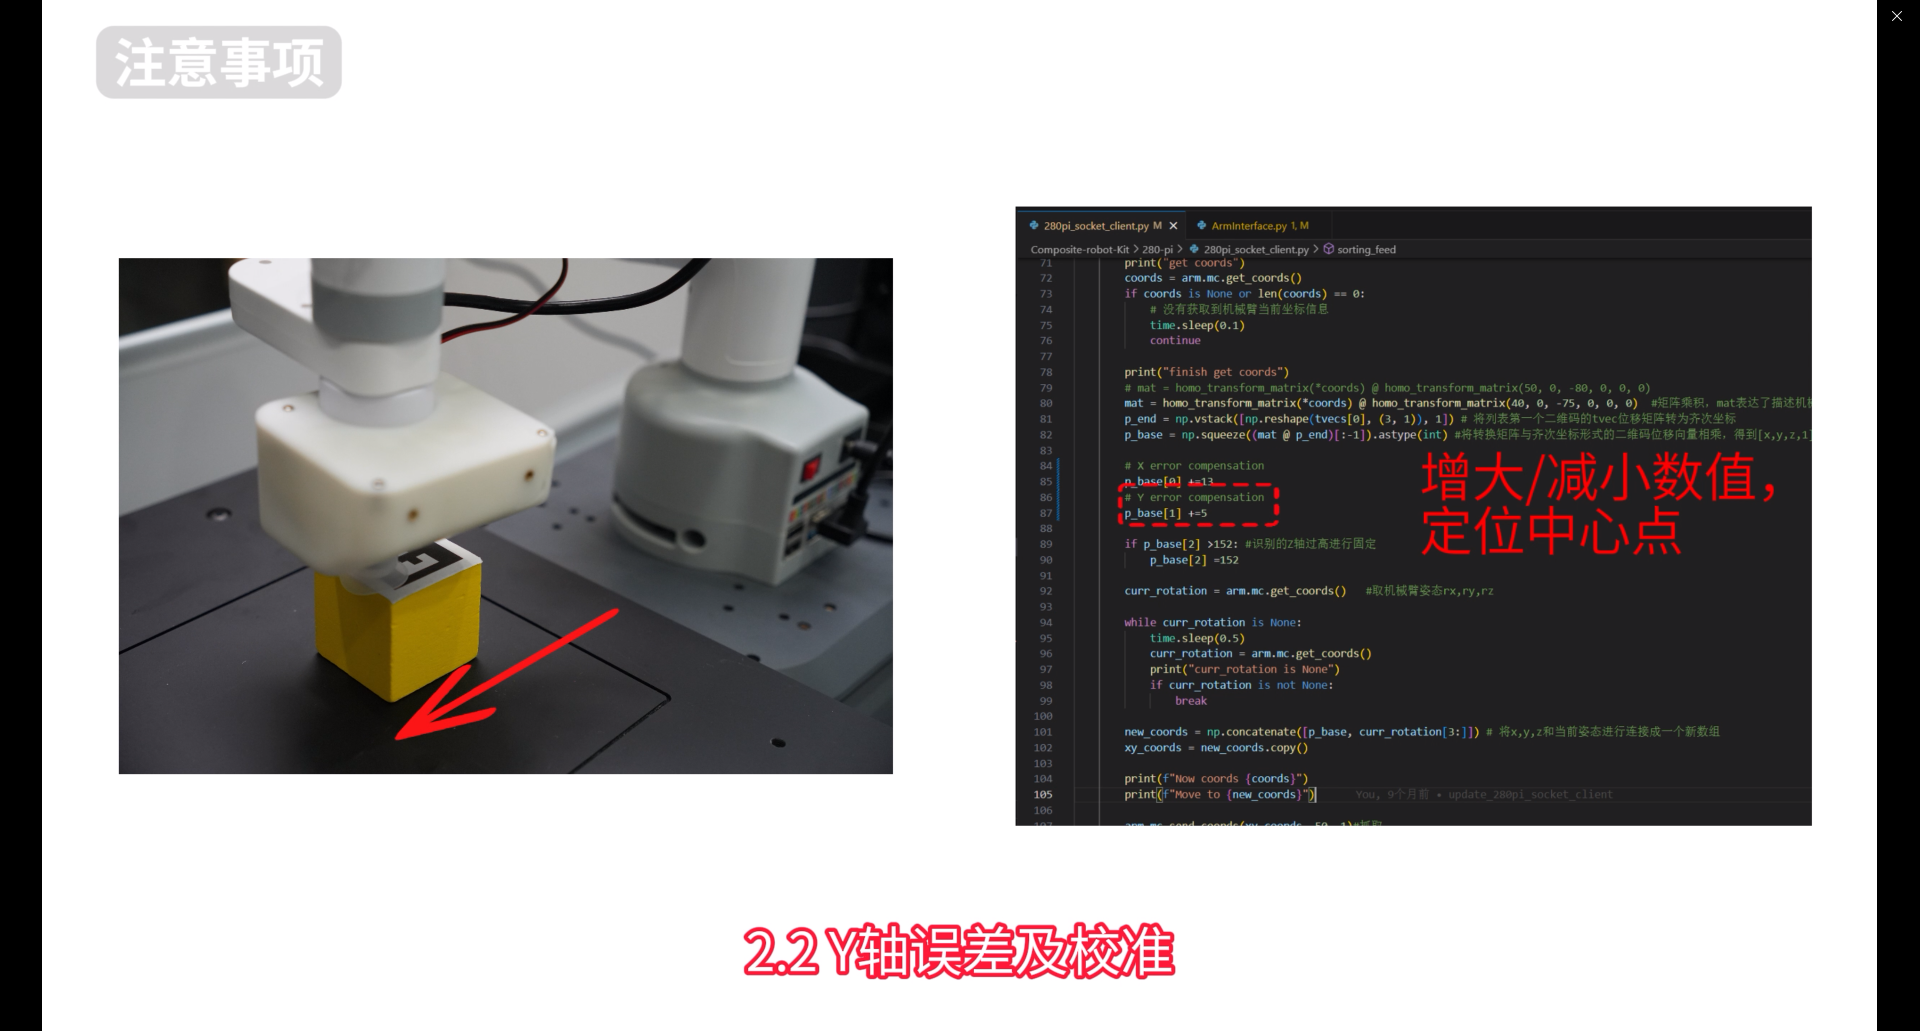 注意事项
280pi_socket_client.py M
ArmInterface.py 1, M
Composite-robot-Kit > 280-pi > 280pi_socket_client.py > sorting_feed
71 print("get coords")
72 coords = arm.mc.get_coords()
73 if coords is None or len(coords) == 0:
74 # 没有获取到机械臂当前坐标信息
75 time.sleep(0.1)
76 continue
77
78 print("finish get coords")
79 # mat = homo_transform_matrix(*coords) @ homo_transform_matrix(50, 0, -80, 0, 0, 0)
80 mat = homo_transform_matrix(*coords) @ homo_transform_matrix(40, 0, -75, 0, 0, 0) #矩阵乘积，mat表达了描述机
81 p_end = np.vstack([np.reshape(tvecs[0], (3, 1)), 1]) # 将列表第一个二维码的tvec位移矩阵转为齐次坐标
82 p_base = np.squeeze((mat @ p_end)[:-1]).astype(int) #将转换矩阵与齐次坐标形式的二维码位移向量相乘，得到[x,y,z,1]
83
84 # X error compensation
85 p_base[0] +=13
86 # Y error compensation
87 p_base[1] +=5
增大/减小数值，
定位中心点
88
89 if p_base[2] >152: #识别的Z轴过高进行固定
90 p_base[2] =152
91
92 curr_rotation = arm.mc.get_coords() #取机械臂姿态rx,ry,rz
93
94 while curr_rotation is None:
95 time.sleep(0.5)
96 curr_rotation = arm.mc.get_coords()
97 print("curr_rotation is None")
98 if curr_rotation is not None:
99 break
100
101 new_coords = np.concatenate([p_base, curr_rotation[3:]]) # 将x,y,z和当前姿态进行连接成一个新数组
102 xy_coords = new_coords.copy()
103
104 print(f"Now coords {coords}")
105 print(f"Move to {new_coords}") You, 9个月前 • update_280pi_socket_client
106
2.2 Y轴误差及校准